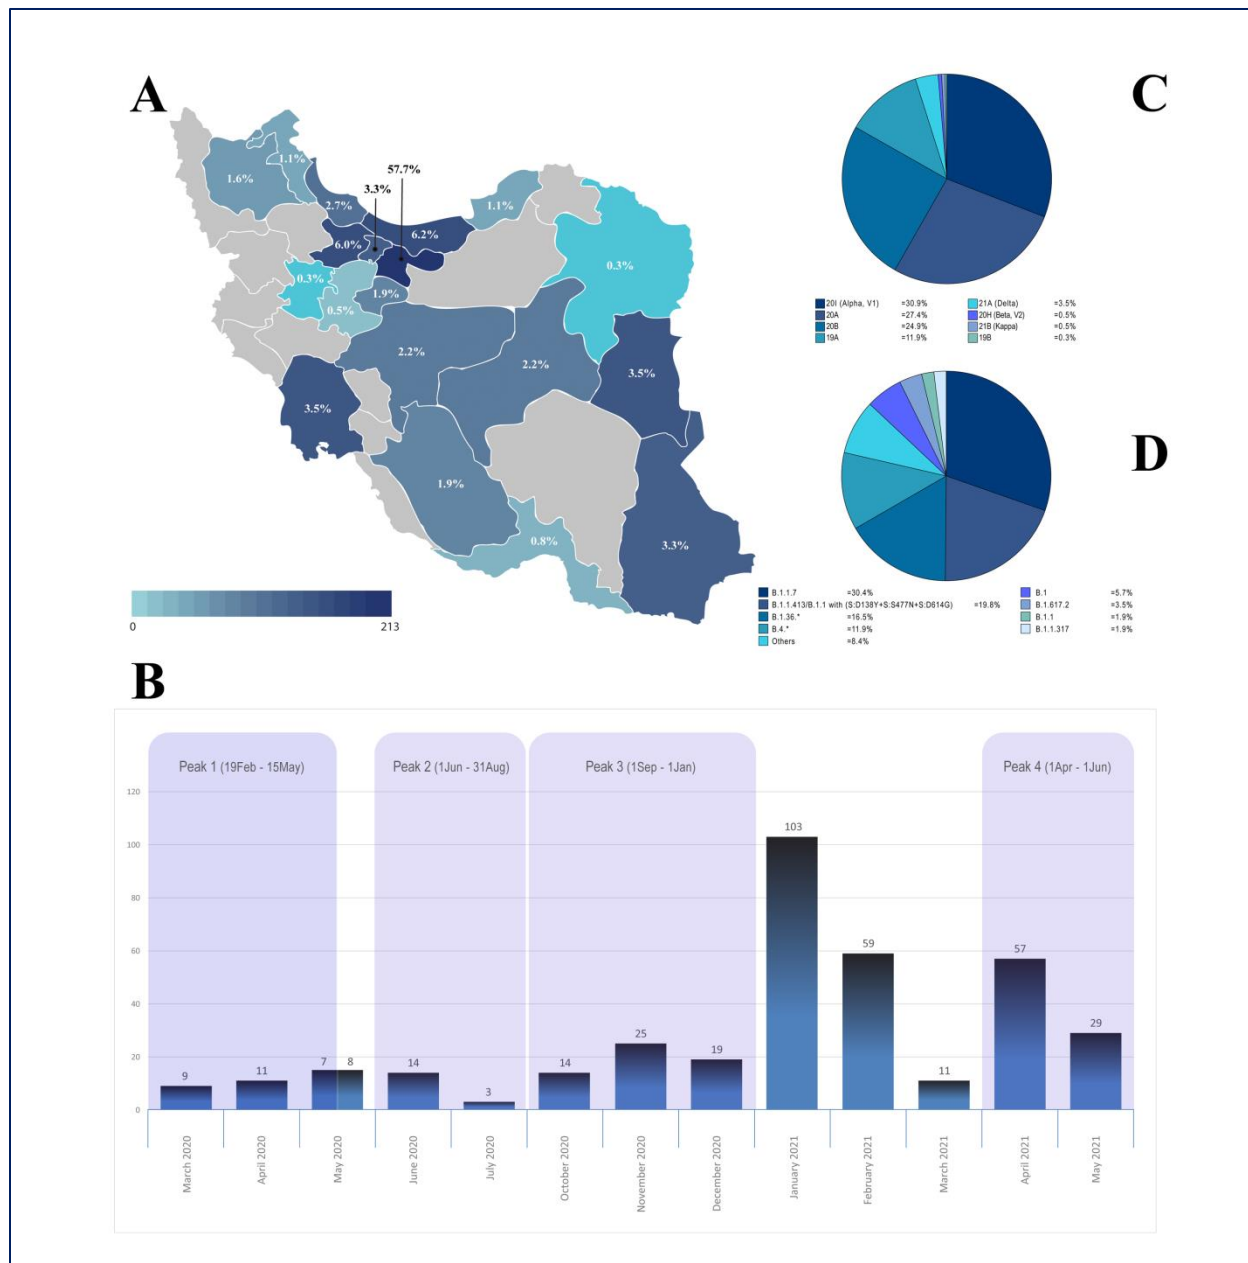 A
1.1%
57.7%
1.6%
3.3%
2.7%
1.1%
6.2%
6.0%
0.3%
0.3%
1.9%
0.5%
2.2%
2.2%
3.5%
3.5%
1.9%
0.8%
3.3%
0
213
C
20I (Alpha, V1) =30.9%
20A =27.4%
20B =24.9%
19A =11.9%
21A (Delta) =3.5%
20H (Beta, V2) =0.5%
21B (Kappa) =0.5%
19B =0.3%
D
B.1.1.7 =30.4%
B.1.1.413/B.1.1 with (S:D138Y+S:S477N+S:D614G) =19.8%
B.1.36.* =16.5%
B.4.* =11.9%
Others =8.4%
B.1 =5.7%
B.1.617.2 =3.5%
B.1.1 =1.9%
B.1.1.317 =1.9%
B
Peak 1 (19Feb - 15May)
Peak 2 (1Jun - 31Aug)
Peak 3 (1Sep - 1Jan)
Peak 4 (1Apr - 1Jun)
120
100
80
60
40
20
0
9
11
7
8
14
3
14
25
19
103
59
11
57
29
March 2020
April 2020
May 2020
June 2020
July 2020
October 2020
November 2020
December 2020
January 2021
February 2021
March 2021
April 2021
May 2021